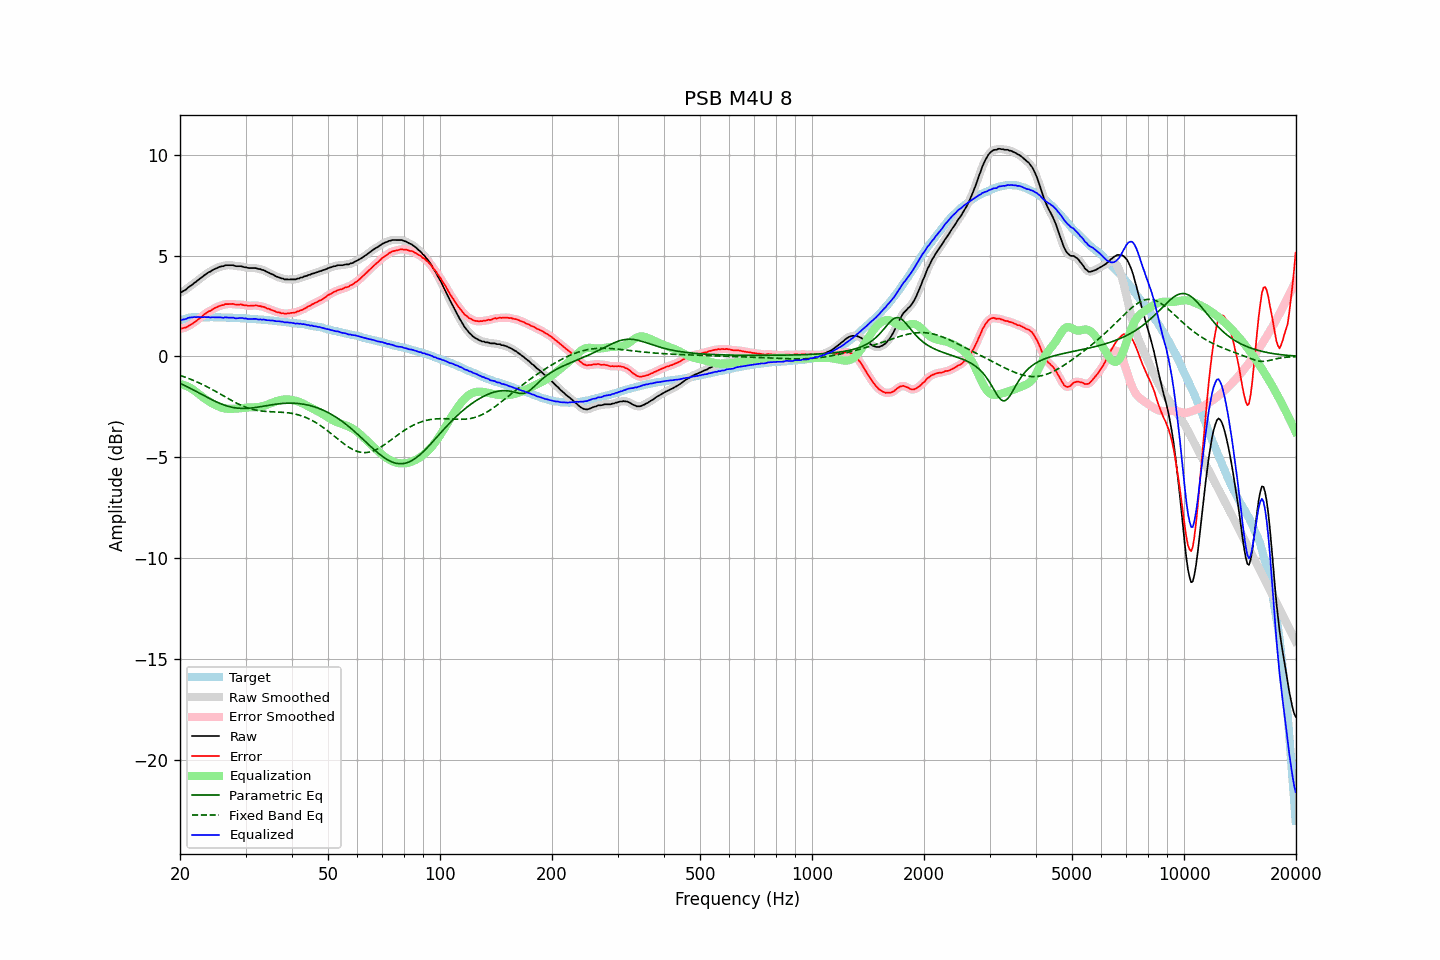 PSB M4U 8
Amplitude (dBr)
10
5
0
−5
−10
−15
−20
Target
Raw Smoothed
Error Smoothed
Raw
Error
Equalization
Parametric Eq
Fixed Band Eq
Equalized
20 50 100 200 500 1000 2000 5000 10000 20000
Frequency (Hz)